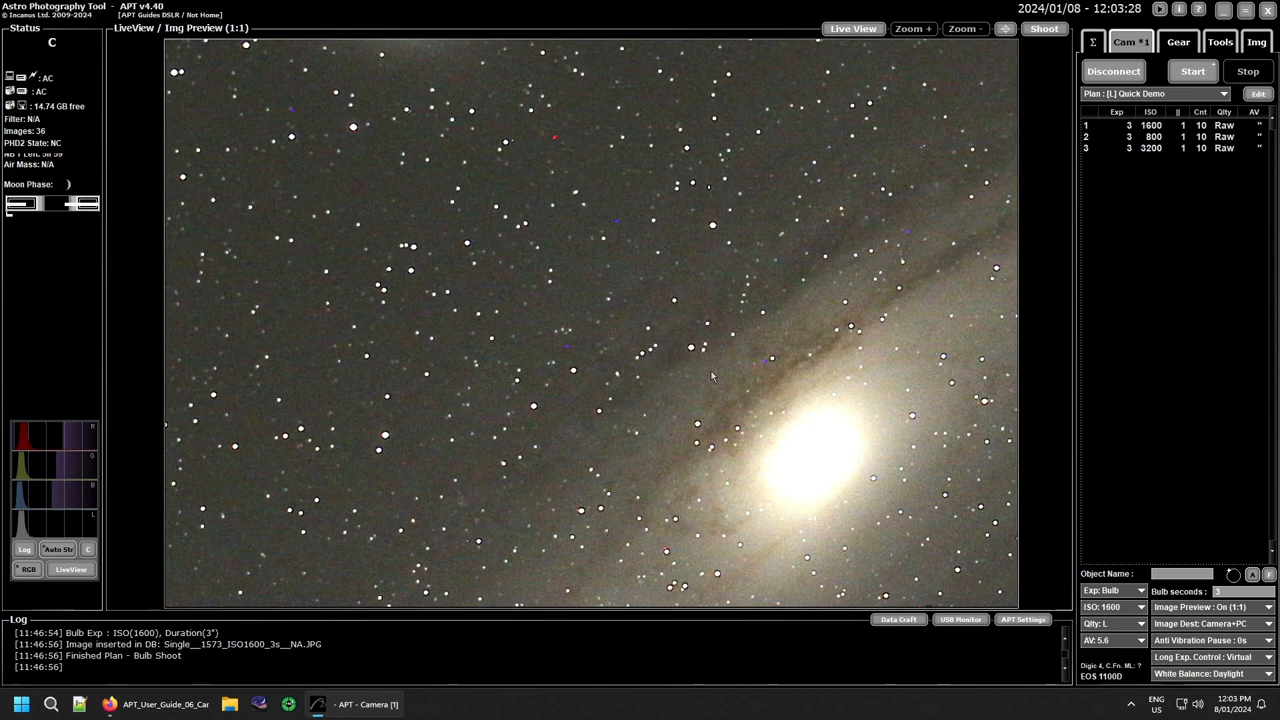 Astro Photography Tool - APT v4.40
© Incanus Ltd. 2009-2024 [APT Guides DSLR / Not Home]
2024/01/08 - 12:03:28
Status
C
: AC
: AC
: 14.74 GB free
Filter: N/A
Images: 36
PHD2 State: NC
Air Mass: N/A
Moon Phase:
R
G
B
L
Log *Auto Str C
*RGB LiveView
LiveView / Img Preview (1:1)
Live View Zoom + Zoom - Shoot
Σ Cam *1 Gear Tools Img
Disconnect Start + Stop
Plan : [L] Quick Demo Edit
Exp ISO || Cnt Qlty AV
1 3 1600 1 10 Raw "
2 3 800 1 10 Raw "
3 3 3200 1 10 Raw "
Object Name : A F
Exp: Bulb Bulb seconds : 3
ISO: 1600 Image Preview : On (1:1)
Qlty: L Image Dest: Camera+PC
AV: 5.6 Anti Vibration Pause : 0s
Long Exp. Control : Virtual
Digic 4, C.Fn. ML: ?
EOS 1100D White Balance: Daylight
Log
Data Craft USB Monitor APT Settings
[11:46:54] Bulb Exp : ISO(1600), Duration(3")
[11:46:56] Image inserted in DB: Single__1573_ISO1600_3s__NA.JPG
[11:46:56] Finished Plan - Bulb Shoot
[11:46:56]
APT_User_Guide_06_Car - APT - Camera [1]
ENG
US
12:03 PM
8/01/2024